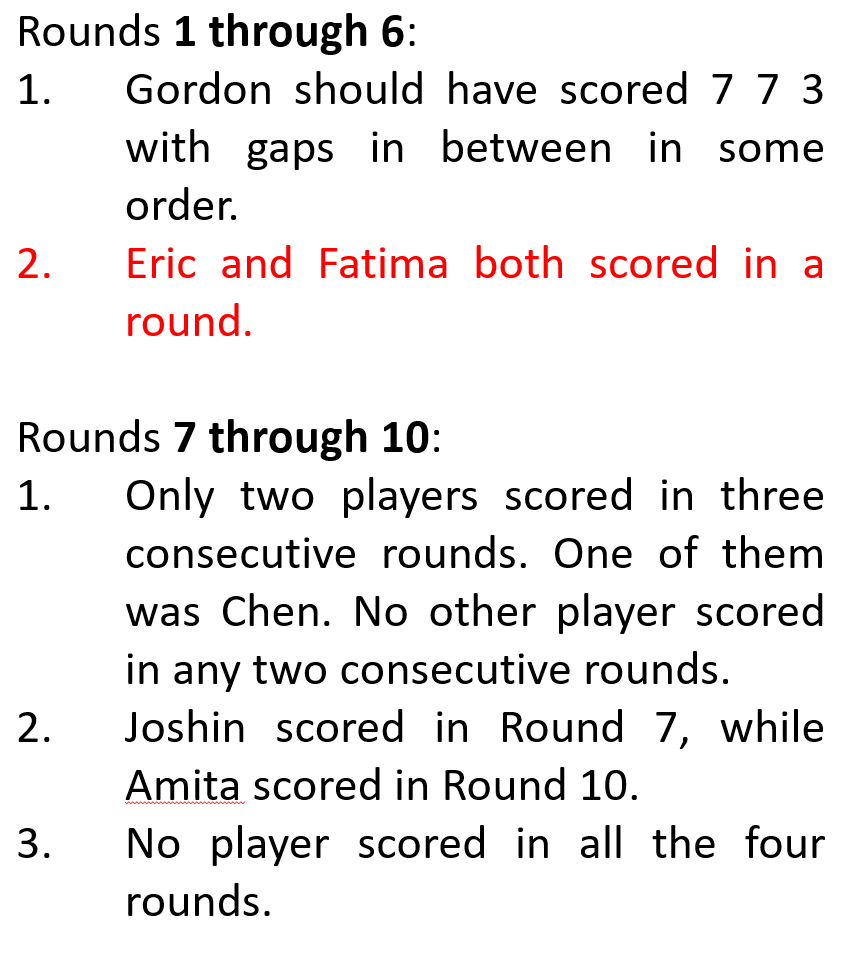 Rounds 1 through 6:
1. Gordon should have scored 7 7 3
with gaps in between in some
order.
2. Eric and Fatima both scored in a
round.
Rounds 7 through 10:
1. Only two players scored in three
consecutive rounds. One of them
was Chen. No other player scored
in any two consecutive rounds.
2. Joshin scored in Round 7, while
Amita scored in Round 10.
3. No player scored in all the four
rounds.